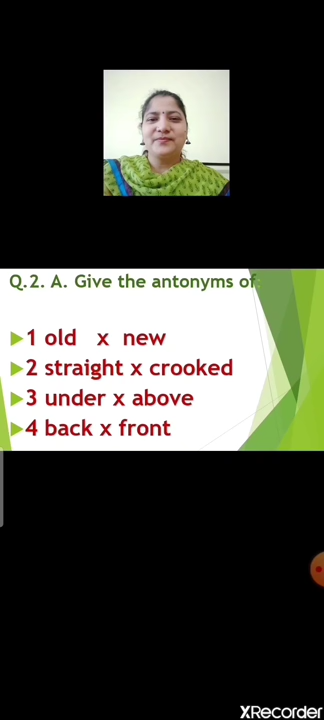 Q.2. A. Give the antonyms of:
1 old x new
2 straight x crooked
3 under x above
4 back x front
XRecorder